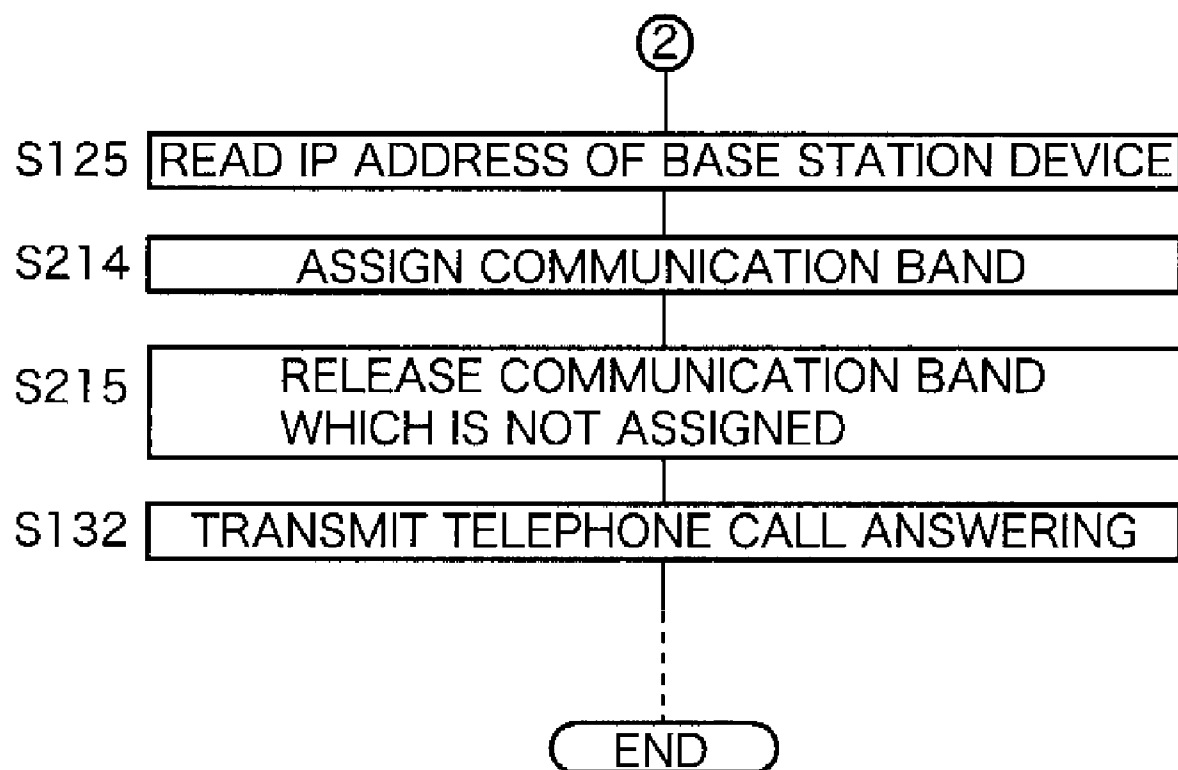 2
S125 READ IP ADDRESS OF BASE STATION DEVICE
S214 ASSIGN COMMUNICATION BAND
S215 RELEASE COMMUNICATION BAND
WHICH IS NOT ASSIGNED
S132 TRANSMIT TELEPHONE CALL ANSWERING
END